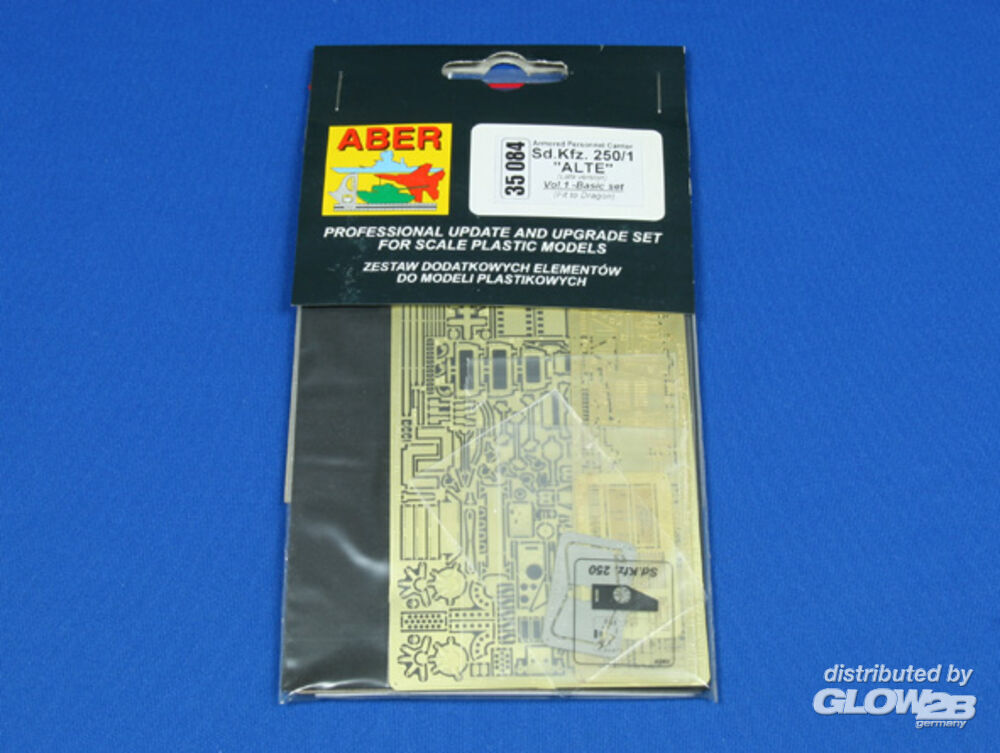 ABER
35 084
Armored Personnel Carrier
Sd.Kfz. 250/1
"ALTE"
(Late version)
Vol.1 -Basic set
(Fit to Dragon)
PROFESSIONAL UPDATE AND UPGRADE SET
FOR SCALE PLASTIC MODELS
ZESTAW DODATKOWYCH ELEMENTÓW
DO MODELI PLASTIKOWYCH
Sd.Kfz. 250
distributed by
GLOW2B
germany